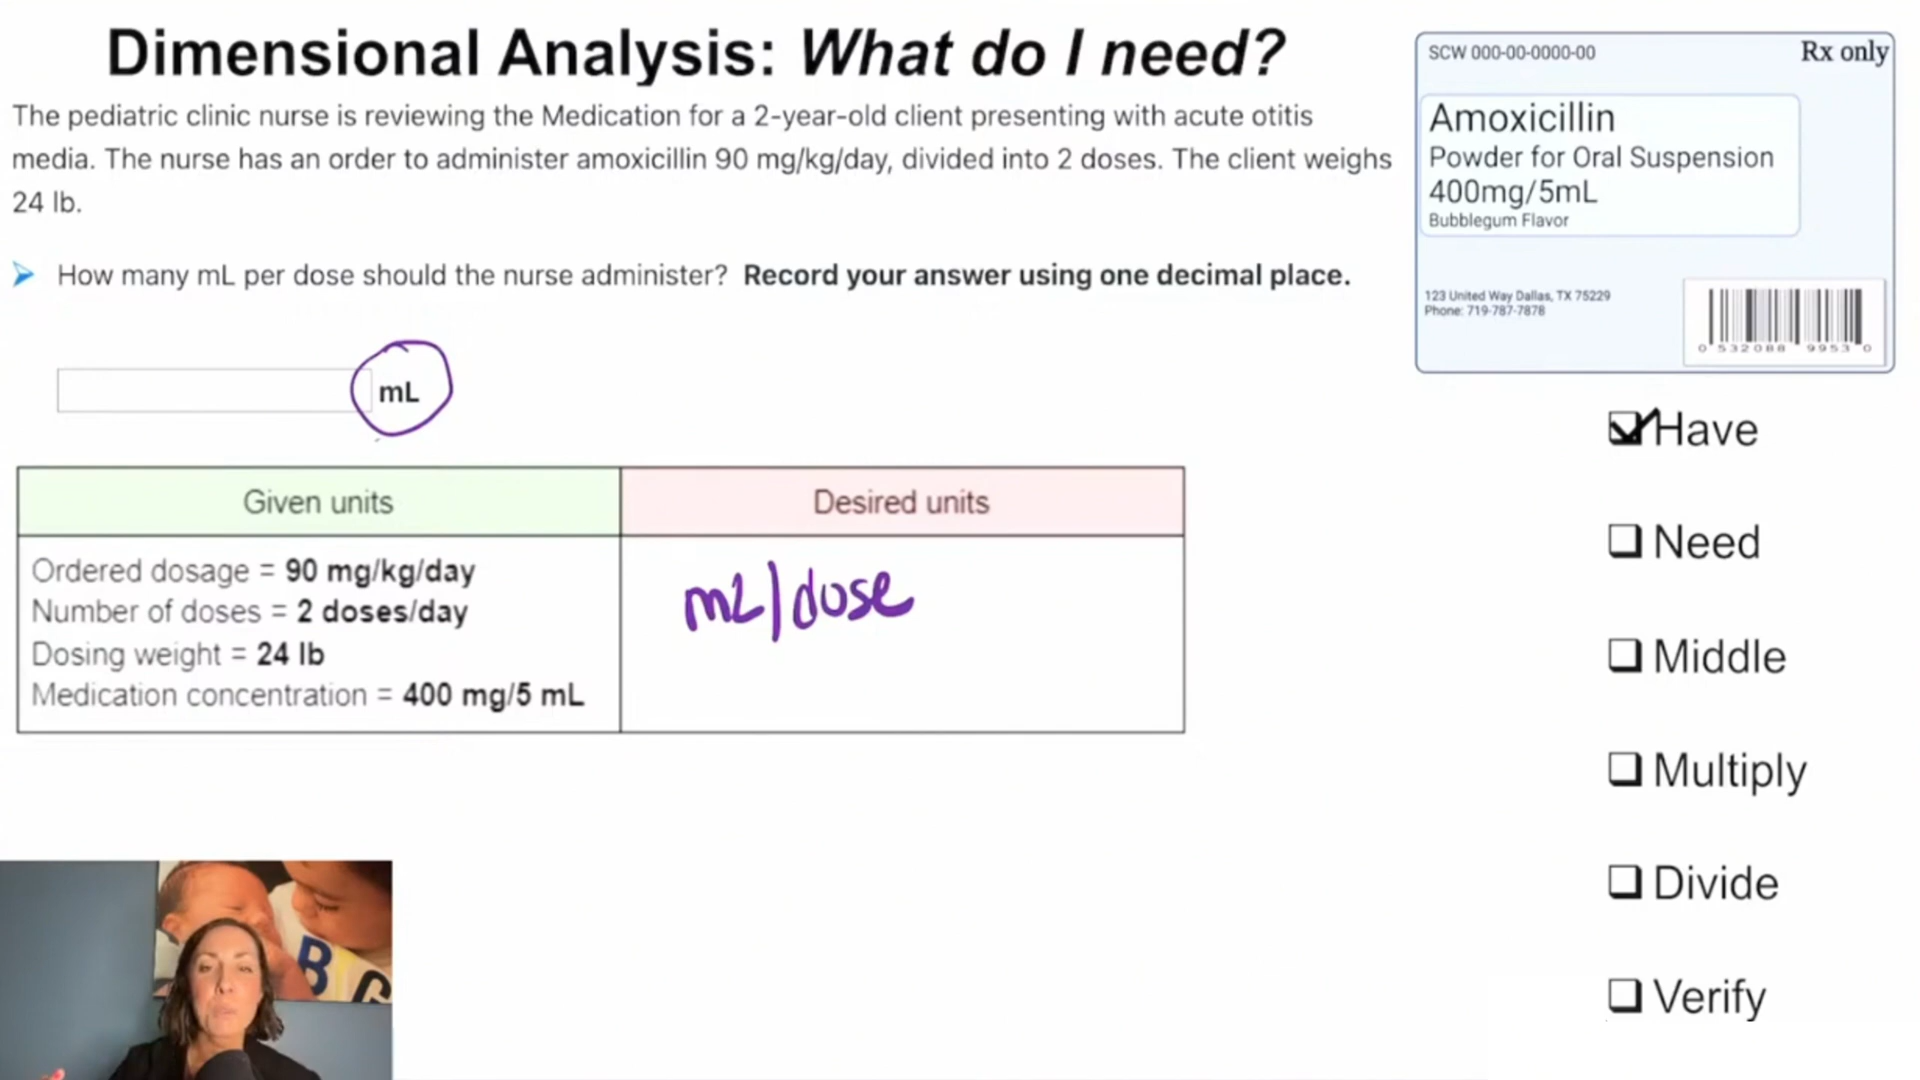 Dimensional Analysis: What do I need?
The pediatric clinic nurse is reviewing the Medication for a 2-year-old client presenting with acute otitis
media. The nurse has an order to administer amoxicillin 90 mg/kg/day, divided into 2 doses. The client weighs
24 lb.
How many mL per dose should the nurse administer? Record your answer using one decimal place.
mL
Given units
Desired units
Ordered dosage = 90 mg/kg/day
Number of doses = 2 doses/day
Dosing weight = 24 lb
Medication concentration = 400 mg/5 mL
mL/dose
SCW 000-00-0000-00
Rx only
Amoxicillin
Powder for Oral Suspension
400mg/5mL
Bubblegum Flavor
123 United Way Dallas, TX 75229
Phone: 719-787-7878
0 532088 9953 0
Have
Need
Middle
Multiply
Divide
Verify
B